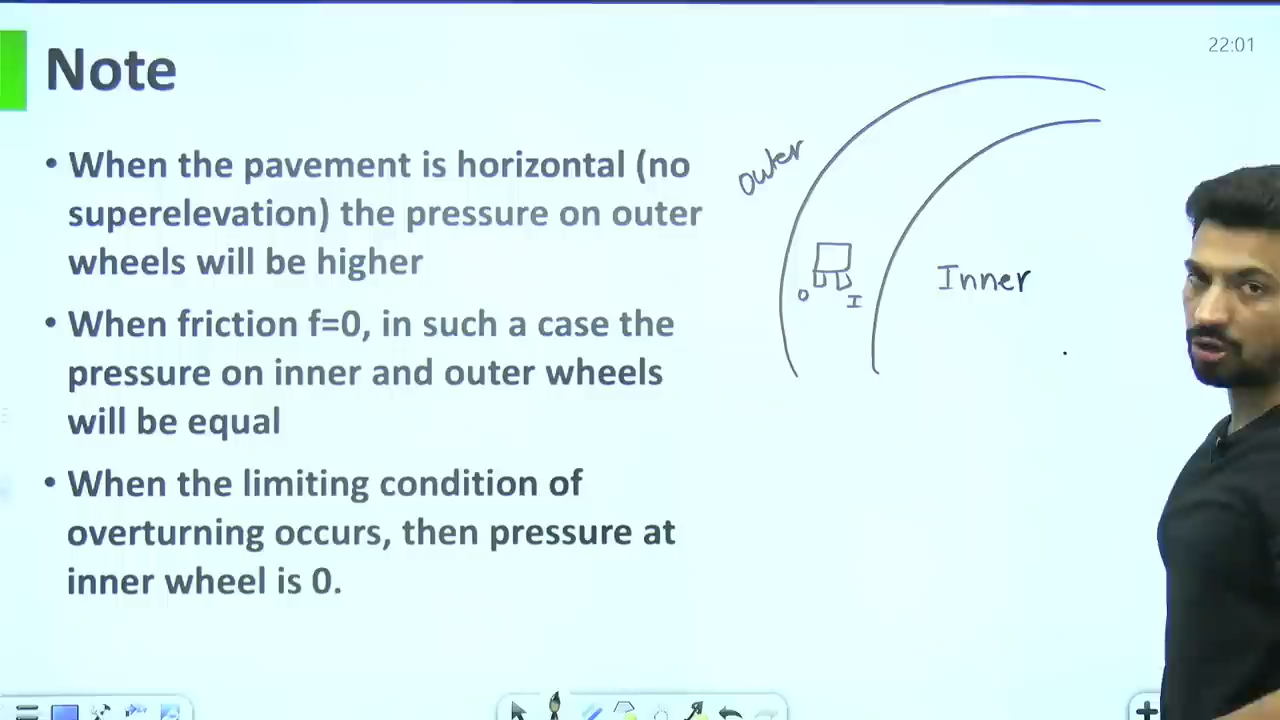 22:01
Note
• When the pavement is horizontal (no
superelevation) the pressure on outer
wheels will be higher
• When friction f=0, in such a case the
pressure on inner and outer wheels
will be equal
• When the limiting condition of
overturning occurs, then pressure at
inner wheel is 0.
outer
Inner
O
I